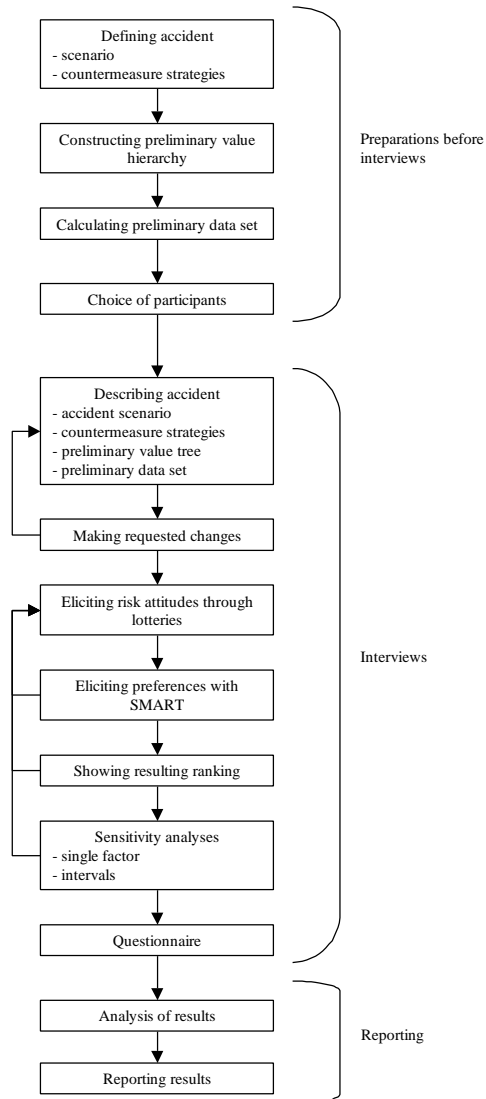 Defining accident
- scenario
- countermeasure strategies
Constructing preliminary value
hierarchy
Calculating preliminary data set
Choice of participants
Preparations before
interviews
Describing accident
- accident scenario
- countermeasure strategies
- preliminary value tree
- preliminary data set
Making requested changes
Eliciting risk attitudes through
lotteries
Eliciting preferences with
SMART
Showing resulting ranking
Sensitivity analyses
- single factor
- intervals
Questionnaire
Interviews
Analysis of results
Reporting results
Reporting